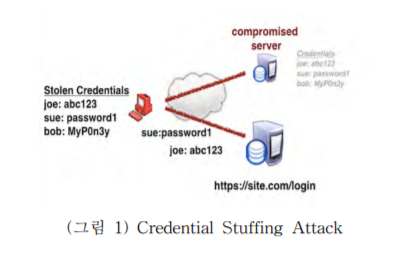 compromised
server
Credentials
joe: abc123
sue: password1
bob: MyP0n3y
Stolen Credentials
joe: abc123
sue: password1
bob: MyP0n3y
sue:password1
joe: abc123
https://site.com/login
(그림 1) Credential Stuffing Attack